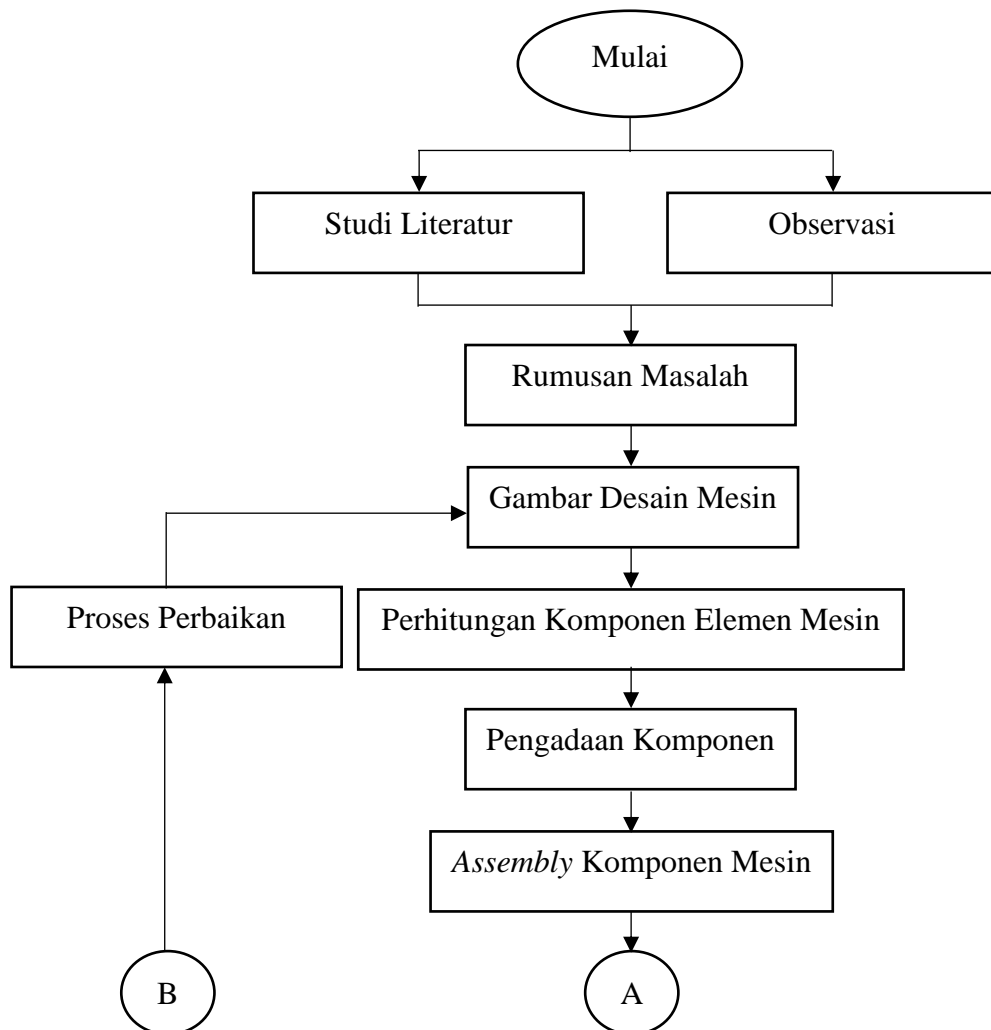 Mulai
Studi Literatur
Observasi
Rumusan Masalah
Gambar Desain Mesin
Proses Perbaikan
Perhitungan Komponen Elemen Mesin
Pengadaan Komponen
Assembly Komponen Mesin
B
A